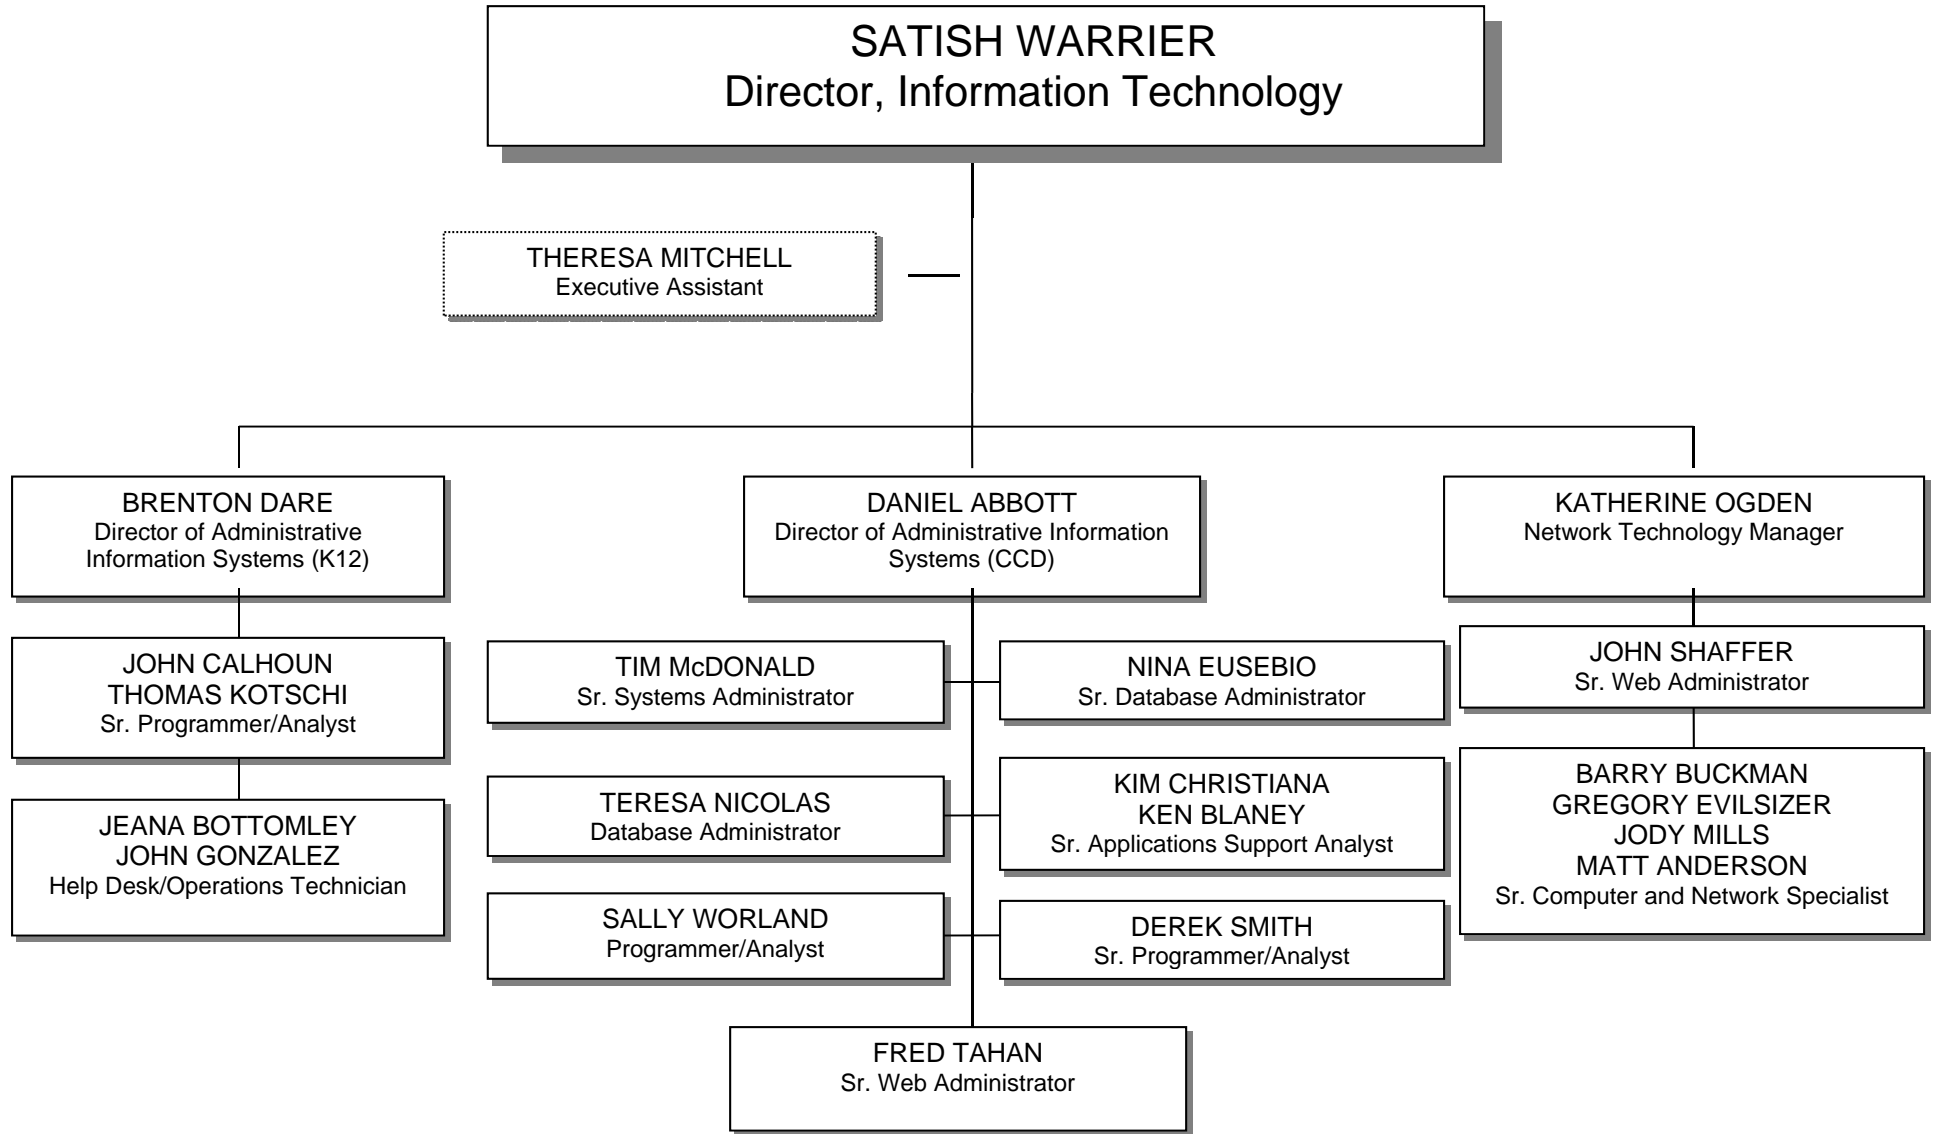 SATISH WARRIER
Director, Information Technology
THERESA MITCHELL
Executive Assistant
BRENTON DARE
Director of Administrative
Information Systems (K12)
DANIEL ABBOTT
Director of Administrative Information
Systems (CCD)
KATHERINE OGDEN
Network Technology Manager
JOHN CALHOUN
THOMAS KOTSCHI
Sr. Programmer/Analyst
JEANA BOTTOMLEY
JOHN GONZALEZ
Help Desk/Operations Technician
TIM McDONALD
Sr. Systems Administrator
NINA EUSEBIO
Sr. Database Administrator
TERESA NICOLAS
Database Administrator
KIM CHRISTIANA
KEN BLANEY
Sr. Applications Support Analyst
SALLY WORLAND
Programmer/Analyst
DEREK SMITH
Sr. Programmer/Analyst
FRED TAHAN
Sr. Web Administrator
JOHN SHAFFER
Sr. Web Administrator
BARRY BUCKMAN
GREGORY EVILSIZER
JODY MILLS
MATT ANDERSON
Sr. Computer and Network Specialist